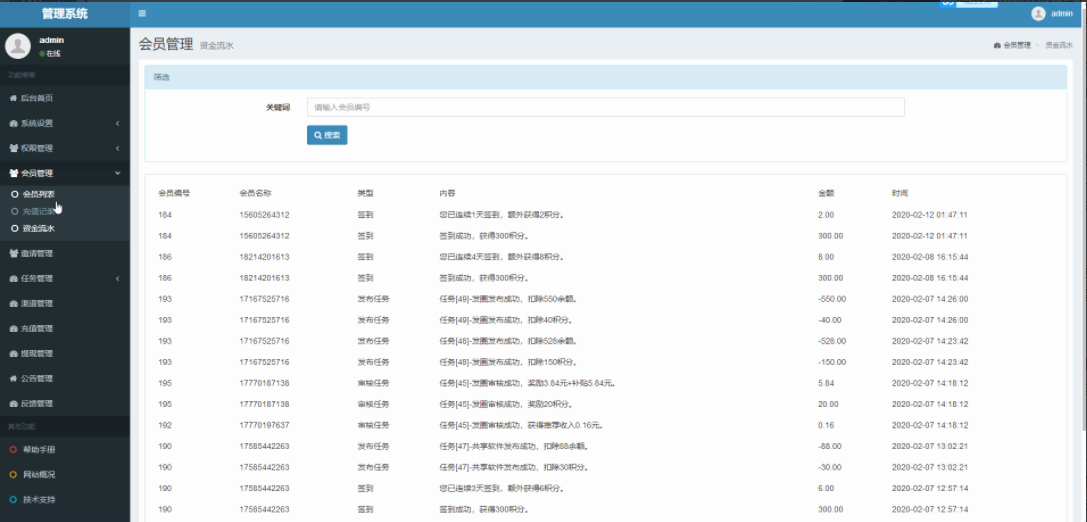 管理系统
admin
admin
在线
功能菜单
后台首页
系统设置
权限管理
会员管理
会员列表
充值记录
资金流水
邀请管理
任务管理
渠道管理
充值管理
提现管理
公告管理
反馈管理
其他功能
帮助手册
网站概况
技术支持
会员管理 资金流水
会员管理 > 资金流水
筛选
关键词 请输入会员编号
搜索
会员编号 会员名称 类型 内容 金额 时间
184 15605264312 签到 您已连续1天签到，额外获得2积分。 2.00 2020-02-12 01:47:11
184 15605264312 签到 签到成功，获得300积分。 300.00 2020-02-12 01:47:11
186 18214201613 签到 您已连续4天签到，额外获得8积分。 8.00 2020-02-08 16:15:44
186 18214201613 签到 签到成功，获得300积分。 300.00 2020-02-08 16:15:44
193 17167525716 发布任务 任务[49]-发圈发布成功，扣除550余额。 -550.00 2020-02-07 14:26:00
193 17167525716 发布任务 任务[49]-发圈发布成功，扣除40积分。 -40.00 2020-02-07 14:26:00
193 17167525716 发布任务 任务[48]-发圈发布成功，扣除528余额。 -528.00 2020-02-07 14:23:42
193 17167525716 发布任务 任务[48]-发圈发布成功，扣除150积分。 -150.00 2020-02-07 14:23:42
195 17770187138 审核任务 任务[45]-发圈审核成功，奖励3.84元+补贴5.84元。 5.84 2020-02-07 14:18:12
195 17770187138 审核任务 任务[45]-发圈审核成功，奖励20积分。 20.00 2020-02-07 14:18:12
192 17770197637 审核任务 任务[45]-发圈审核成功，获得推荐收入0.16元。 0.16 2020-02-07 14:18:12
190 17585442263 发布任务 任务[47]-共享软件发布成功，扣除88余额。 -88.00 2020-02-07 13:02:21
190 17585442263 发布任务 任务[47]-共享软件发布成功，扣除30积分。 -30.00 2020-02-07 13:02:21
190 17585442263 签到 您已连续3天签到，额外获得6积分。 6.00 2020-02-07 12:57:14
190 17585442263 签到 签到成功，获得300积分。 300.00 2020-02-07 12:57:14